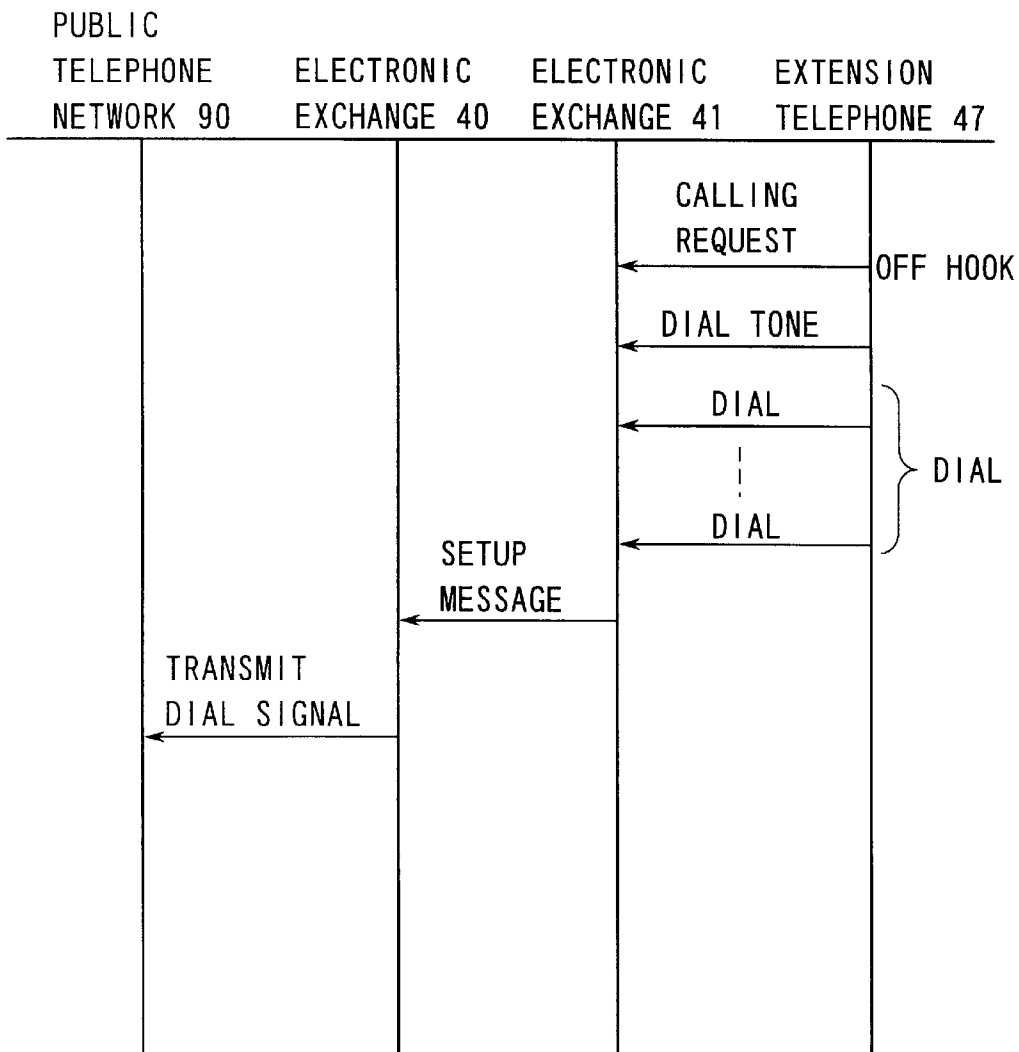 PUBLIC
TELEPHONE
NETWORK 90
ELECTRONIC
EXCHANGE 40
ELECTRONIC
EXCHANGE 41
EXTENSION
TELEPHONE 47
CALLING
REQUEST
OFF HOOK
DIAL TONE
DIAL
DIAL
DIAL
SETUP
MESSAGE
TRANSMIT
DIAL SIGNAL